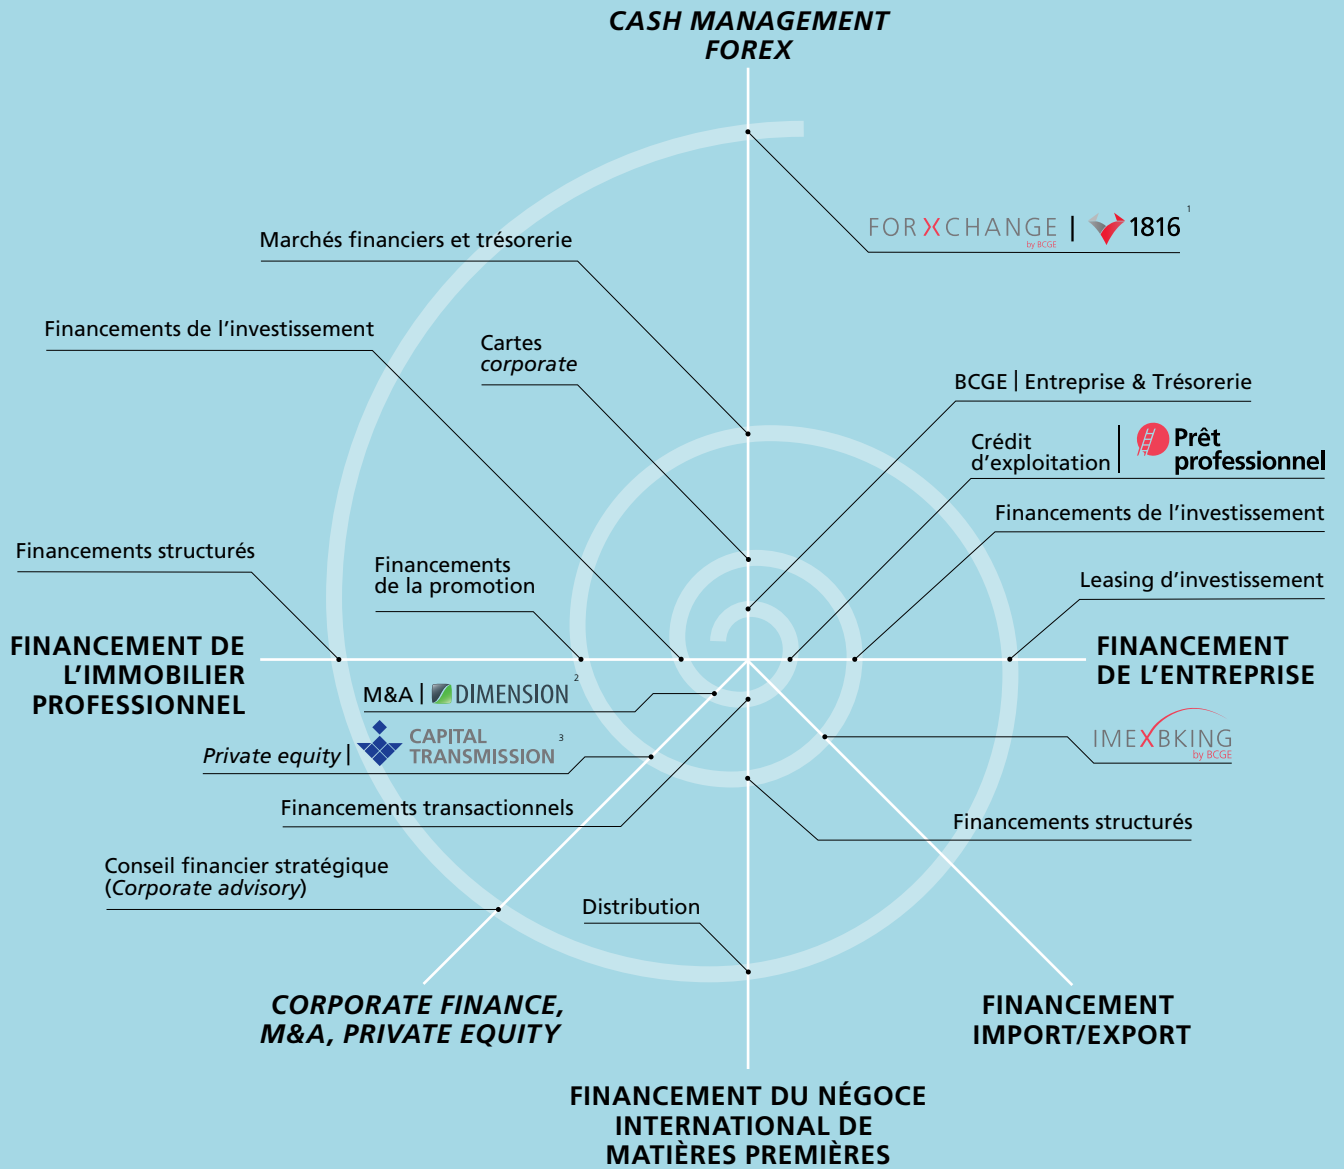 CASH MANAGEMENT
FOREX
FORXCHANGE | 1816 1
by BCGE
Marchés financiers et trésorerie
Financements de l’investissement
Cartes
corporate
BCGE | Entreprise & Trésorerie
Crédit
d’exploitation |
Prêt
professionnel
Financements de l’investissement
Financements structurés
Financements
de la promotion
Leasing d’investissement
FINANCEMENT DE
L’IMMOBILIER
PROFESSIONNEL
FINANCEMENT
DE L’ENTREPRISE
M&A | DIMENSION 2
Private equity |
CAPITAL
TRANSMISSION 3
IMEXBKING
by BCGE
Financements transactionnels
Financements structurés
Conseil financier stratégique
(Corporate advisory)
Distribution
CORPORATE FINANCE,
M&A, PRIVATE EQUITY
FINANCEMENT
IMPORT/EXPORT
FINANCEMENT DU NÉGOCE
INTERNATIONAL DE
MATIÈRES PREMIÈRES